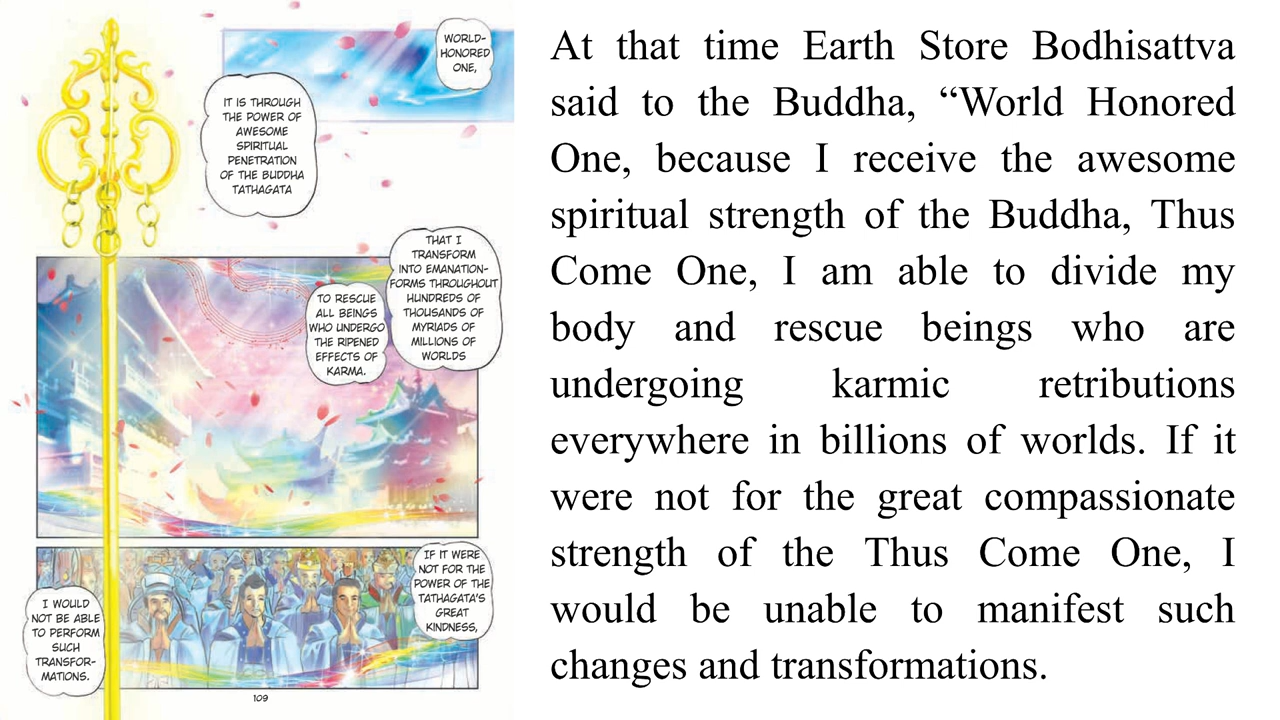 WORLD-
HONORED
ONE,
IT IS THROUGH
THE POWER OF
AWESOME
SPIRITUAL
PENETRATION
OF THE BUDDHA
TATHAGATA
THAT I
TRANSFORM
INTO EMANATION-
FORMS THROUGHOUT
HUNDREDS OF
THOUSANDS OF
MYRIADS OF
MILLIONS OF
WORLDS
TO RESCUE
ALL BEINGS
WHO UNDERGO
THE RIPENED
EFFECTS OF
KARMA.
IF IT WERE
NOT FOR THE
POWER OF THE
TATHAGATA'S
GREAT
KINDNESS,
I WOULD
NOT BE ABLE
TO PERFORM
SUCH
TRANSFOR-
MATIONS.
109
At that time Earth Store Bodhisattva
said to the Buddha, “World Honored
One, because I receive the awesome
spiritual strength of the Buddha, Thus
Come One, I am able to divide my
body and rescue beings who are
undergoing karmic retributions
everywhere in billions of worlds. If it
were not for the great compassionate
strength of the Thus Come One, I
would be unable to manifest such
changes and transformations.